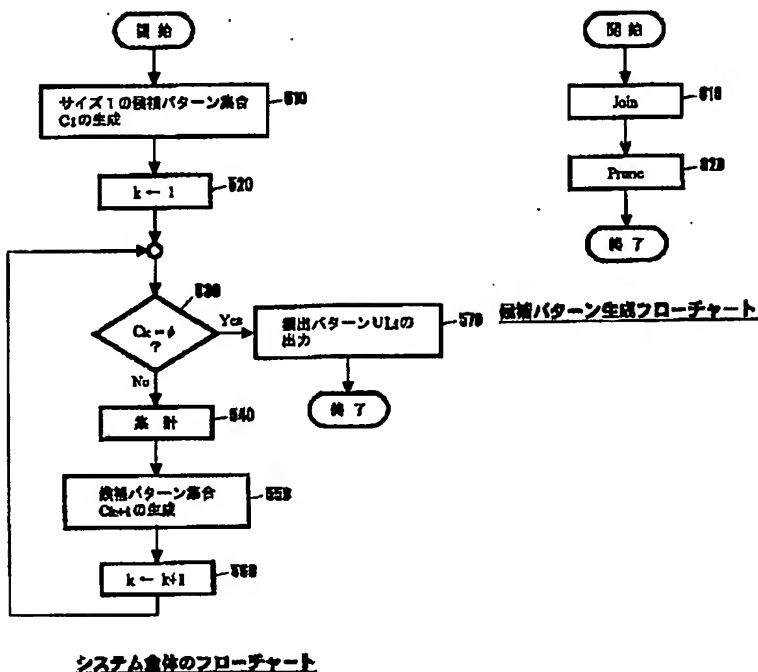 開始
サイズ1の候補パターン集合
C1の生成
510
k ← 1
520
530
Ck = φ
?
Yes
No
頻出パターン∪Liの
出力
570
終了
集計
540
候補パターン集合
Ck+1の生成
k ← k+1
システム全体のフローチャート
開始
Join
Prune
終了
候補パターン生成フローチャート